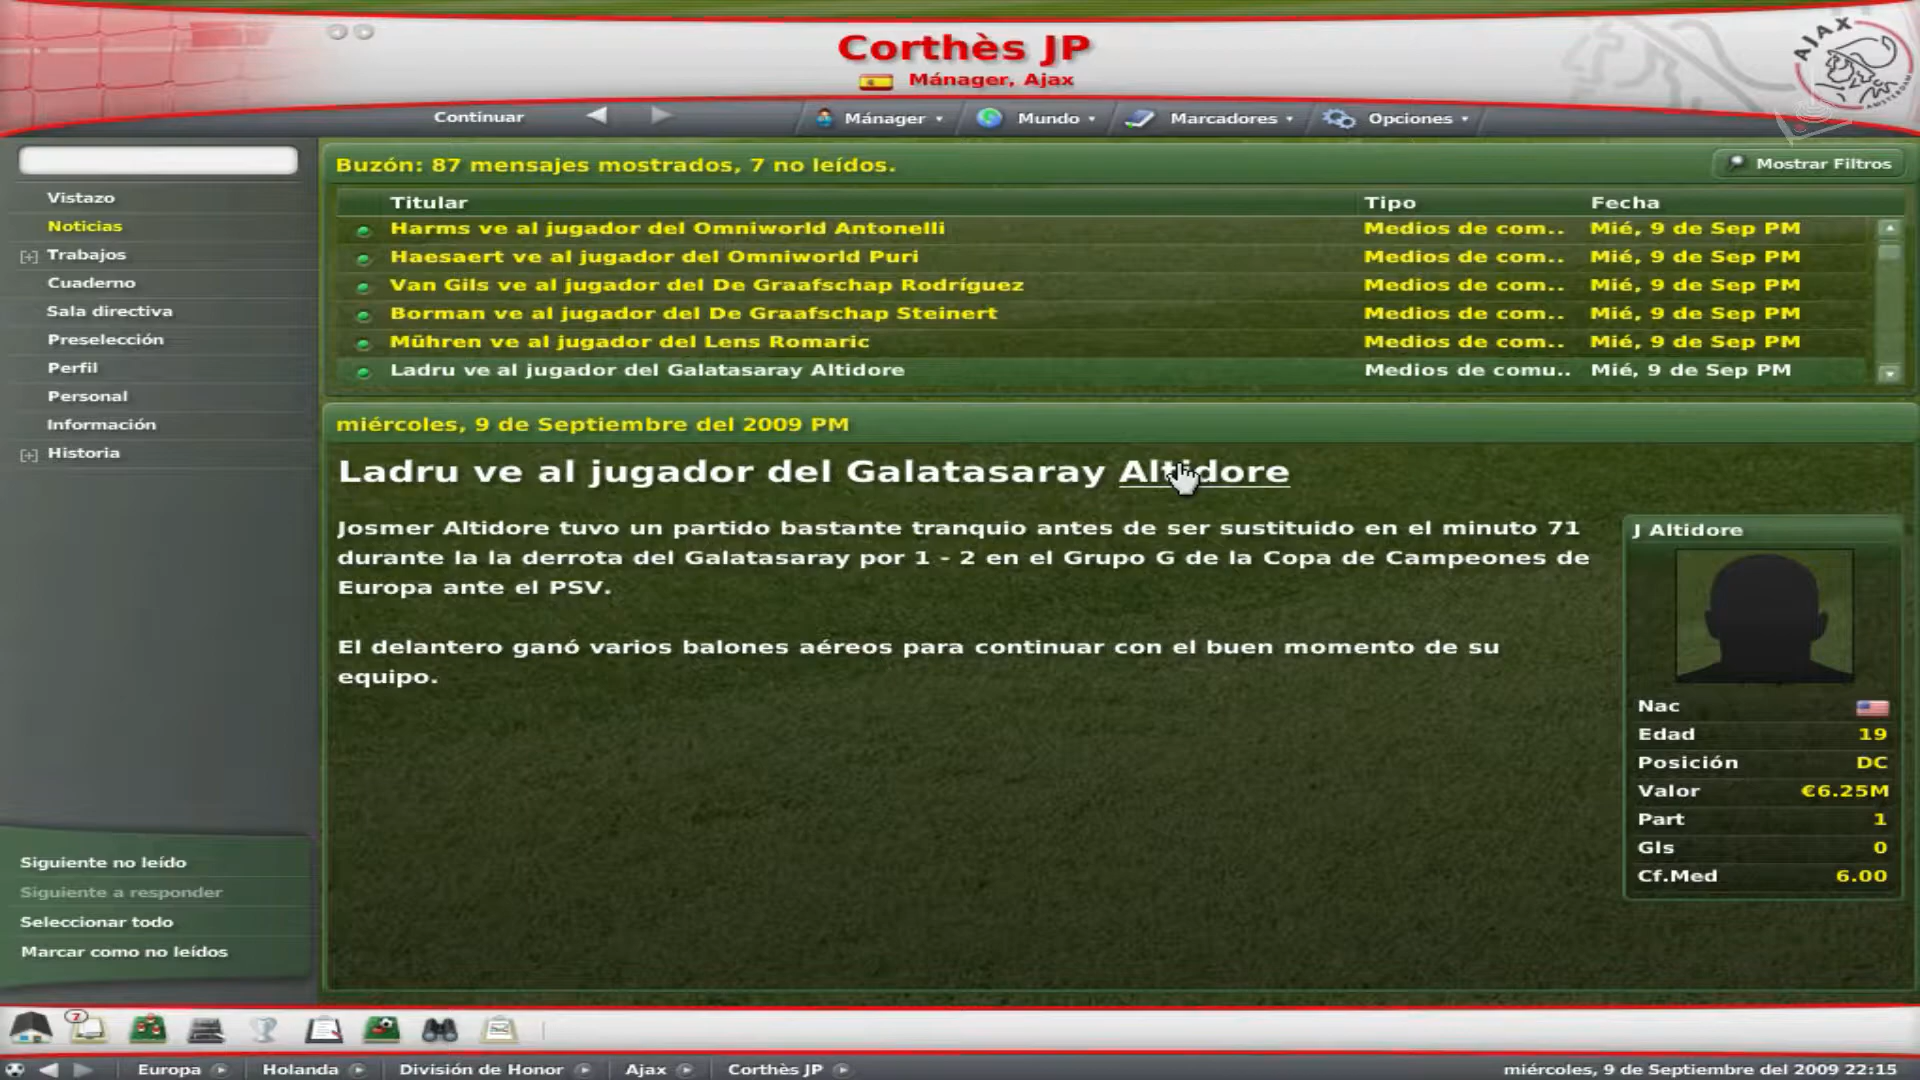 Corthès JP
Mánager, Ajax
AJAX
AMSTERDAM
Continuar
Mánager
Mundo
Marcadores
Opciones
Vistazo
Noticias
[+] Trabajos
Cuaderno
Sala directiva
Preselección
Perfil
Personal
Información
[+] Historia
Buzón: 87 mensajes mostrados, 7 no leídos.
Mostrar Filtros
Titular Tipo Fecha
Harms ve al jugador del Omniworld Antonelli Medios de com.. Mié, 9 de Sep PM
Haesaert ve al jugador del Omniworld Puri Medios de com.. Mié, 9 de Sep PM
Van Gils ve al jugador del De Graafschap Rodríguez Medios de com.. Mié, 9 de Sep PM
Borman ve al jugador del De Graafschap Steinert Medios de com.. Mié, 9 de Sep PM
Mühren ve al jugador del Lens Romaric Medios de com.. Mié, 9 de Sep PM
Ladru ve al jugador del Galatasaray Altidore Medios de comu.. Mié, 9 de Sep PM
miércoles, 9 de Septiembre del 2009 PM
Ladru ve al jugador del Galatasaray Altidore
Josmer Altidore tuvo un partido bastante tranquio antes de ser sustituido en el minuto 71
durante la la derrota del Galatasaray por 1 - 2 en el Grupo G de la Copa de Campeones de
Europa ante el PSV.
El delantero ganó varios balones aéreos para continuar con el buen momento de su
equipo.
J Altidore
Nac
Edad 19
Posición DC
Valor €6.25M
Part 1
Gls 0
Cf.Med 6.00
Siguiente no leído
Siguiente a responder
Seleccionar todo
Marcar como no leídos
7
Europa
Holanda
División de Honor
Ajax
Corthès JP
miércoles, 9 de Septiembre del 2009 22:15